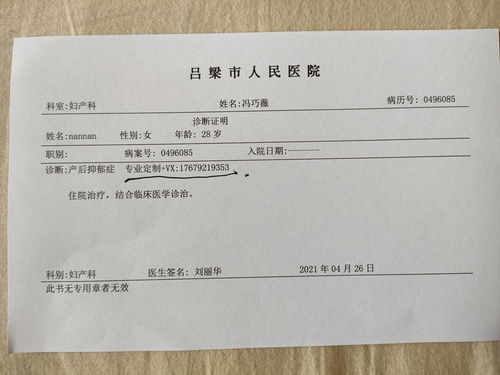 吕梁市人民医院
科室:妇产科 姓名:冯巧薇 病历号: 0496085
诊断证明
姓名:nannan 性别:女 年龄: 28 岁
职别: 病案号: 0496085 入院日期:-------
诊断:产后抑郁症 专业定制+VX:17679219353
住院治疗，结合临床医学诊治。
科别:妇产科 医生签名: 刘丽华 2021 年 04 月 26 日
此书无专用章者无效